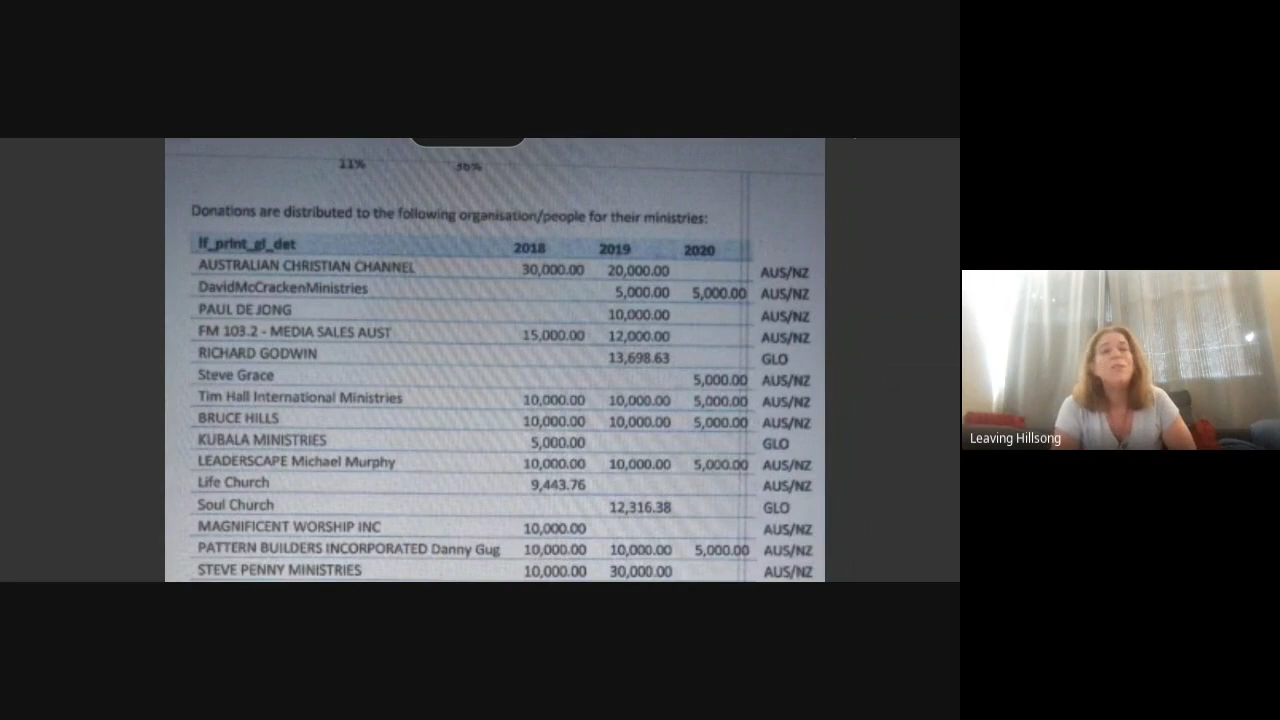 11% 36%
Donations are distributed to the following organisation/people for their ministries:
lf_print_gl_det 2018 2019 2020
AUSTRALIAN CHRISTIAN CHANNEL 30,000.00 20,000.00 AUS/NZ
DavidMcCrackenMinistries 5,000.00 5,000.00 AUS/NZ
PAUL DE JONG 10,000.00 AUS/NZ
FM 103.2 - MEDIA SALES AUST 15,000.00 12,000.00 AUS/NZ
RICHARD GODWIN 13,698.63 GLO
Steve Grace 5,000.00 AUS/NZ
Tim Hall International Ministries 10,000.00 10,000.00 5,000.00 AUS/NZ
BRUCE HILLS 10,000.00 10,000.00 5,000.00 AUS/NZ
KUBALA MINISTRIES 5,000.00 GLO
LEADERSCAPE Michael Murphy 10,000.00 10,000.00 5,000.00 AUS/NZ
Life Church 9,443.76 AUS/NZ
Soul Church 12,316.38 GLO
MAGNIFICENT WORSHIP INC 10,000.00 AUS/NZ
PATTERN BUILDERS INCORPORATED Danny Gug 10,000.00 10,000.00 5,000.00 AUS/NZ
STEVE PENNY MINISTRIES 10,000.00 30,000.00 AUS/NZ
Leaving Hillsong